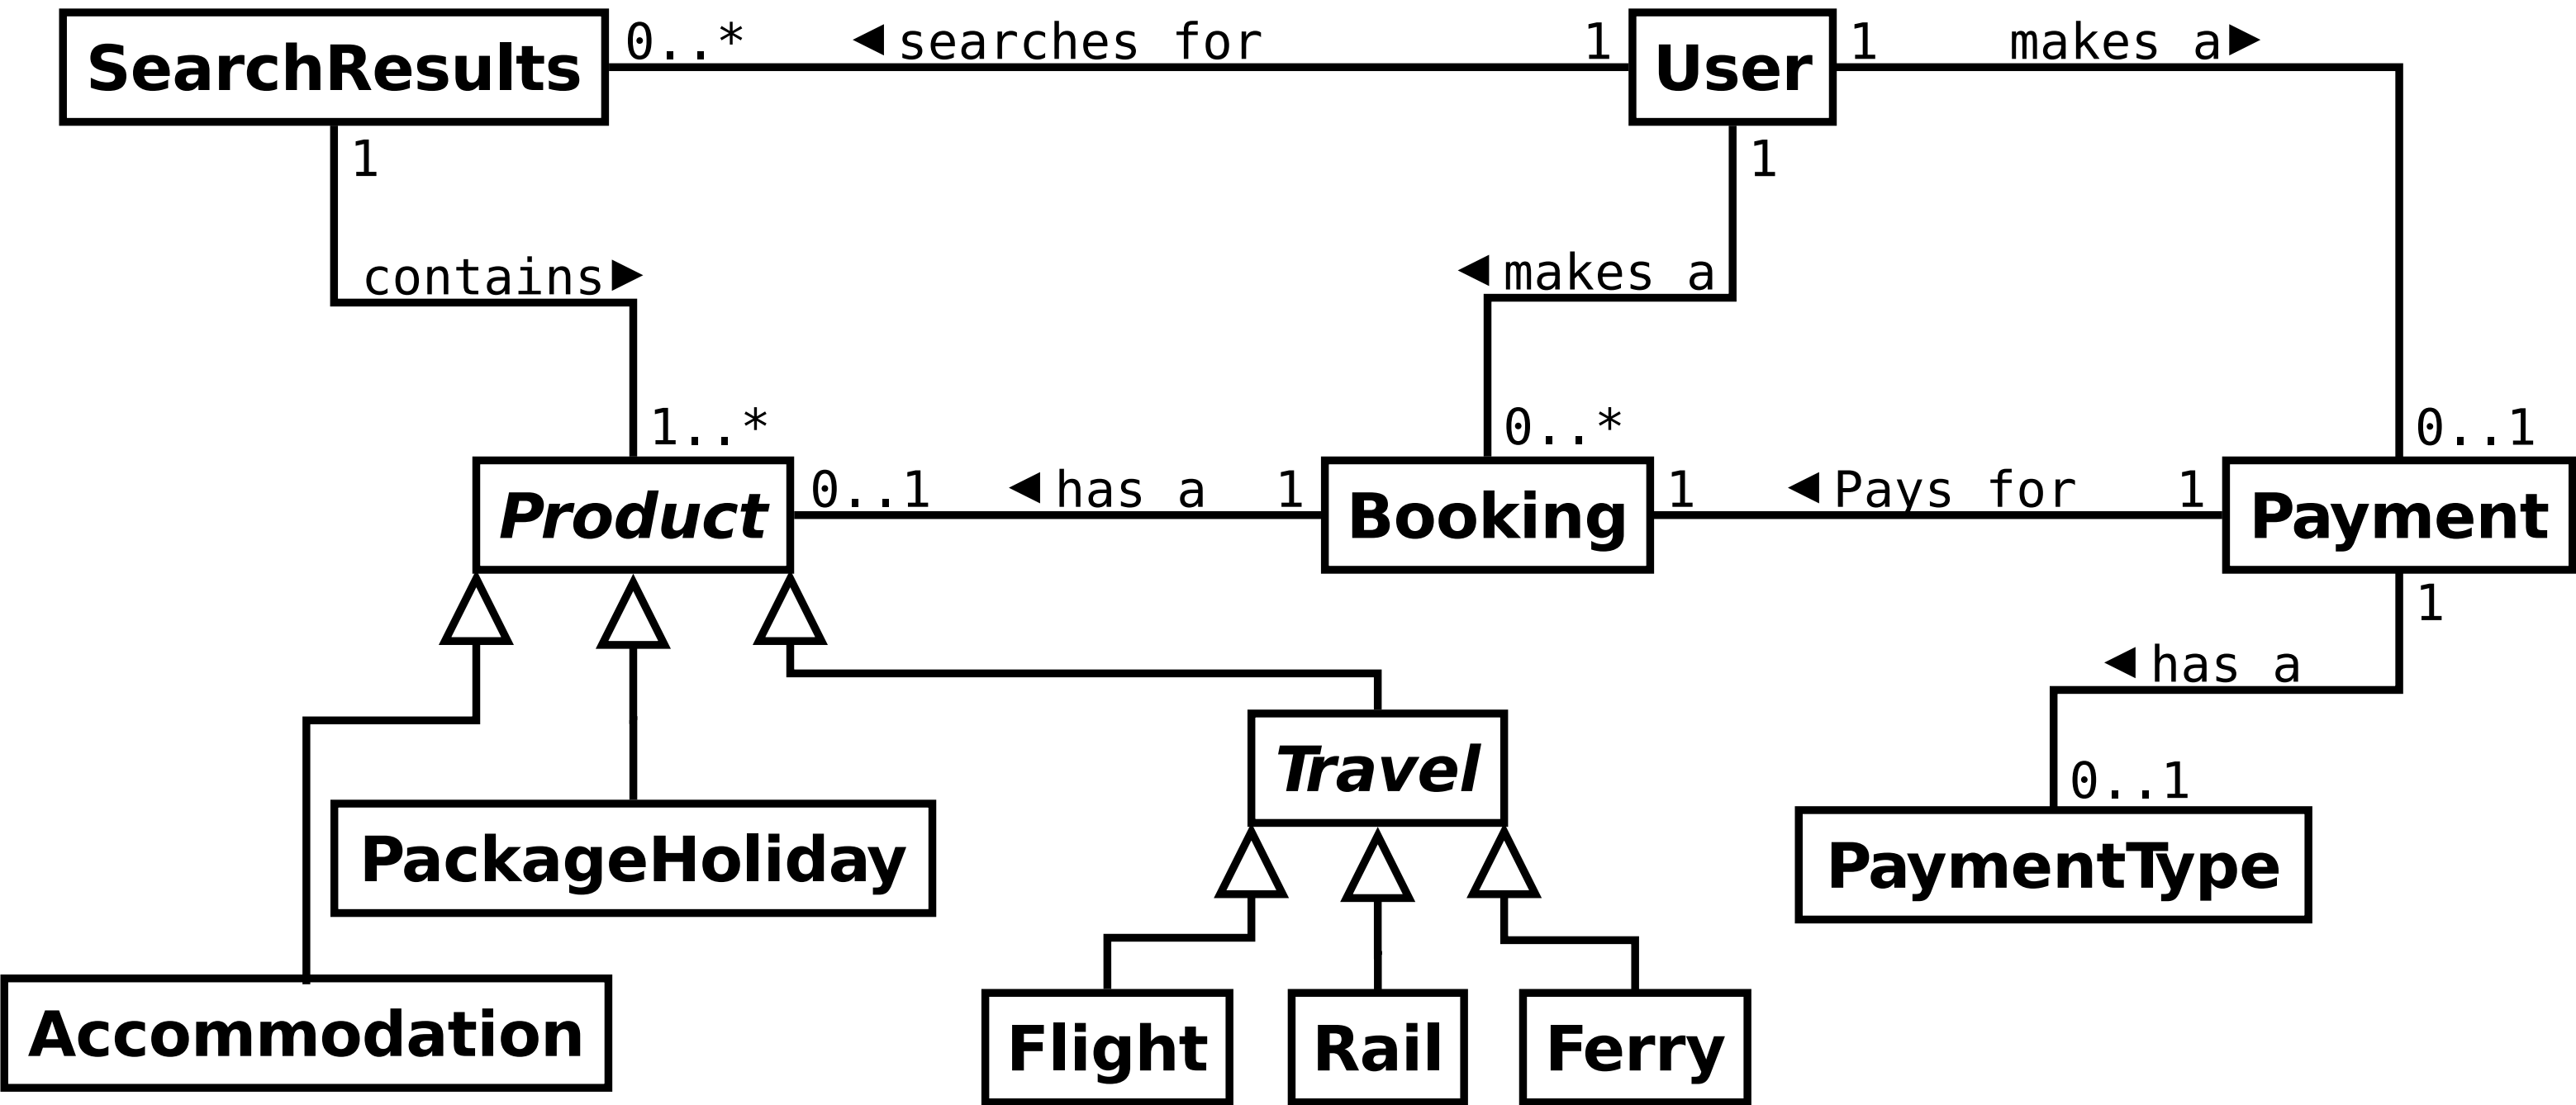 SearchResults
0..*
◄ searches for
1
User
1
makes a►
1
contains►
1..*
1
◄ makes a
0..*
0..1
Product
0..1
◄ has a
1
Booking
1
◄ Pays for
1
Payment
1
◄ has a
0..1
PaymentType
Travel
PackageHoliday
Accommodation
Flight
Rail
Ferry